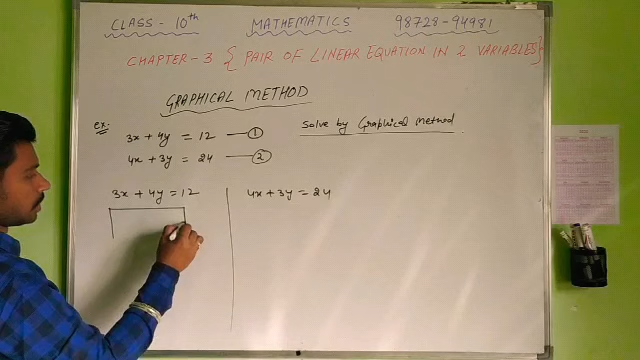 CLASS - 10th MATHEMATICS 98728-94981
CHAPTER-3 { PAIR OF LINEAR EQUATION IN 2 VARIABLES}
GRAPHICAL METHOD
ex:- Solve by Graphical Method
3x + 4y = 12 — 1
4x + 3y = 24 — 2
3x + 4y = 12
4x + 3y = 24